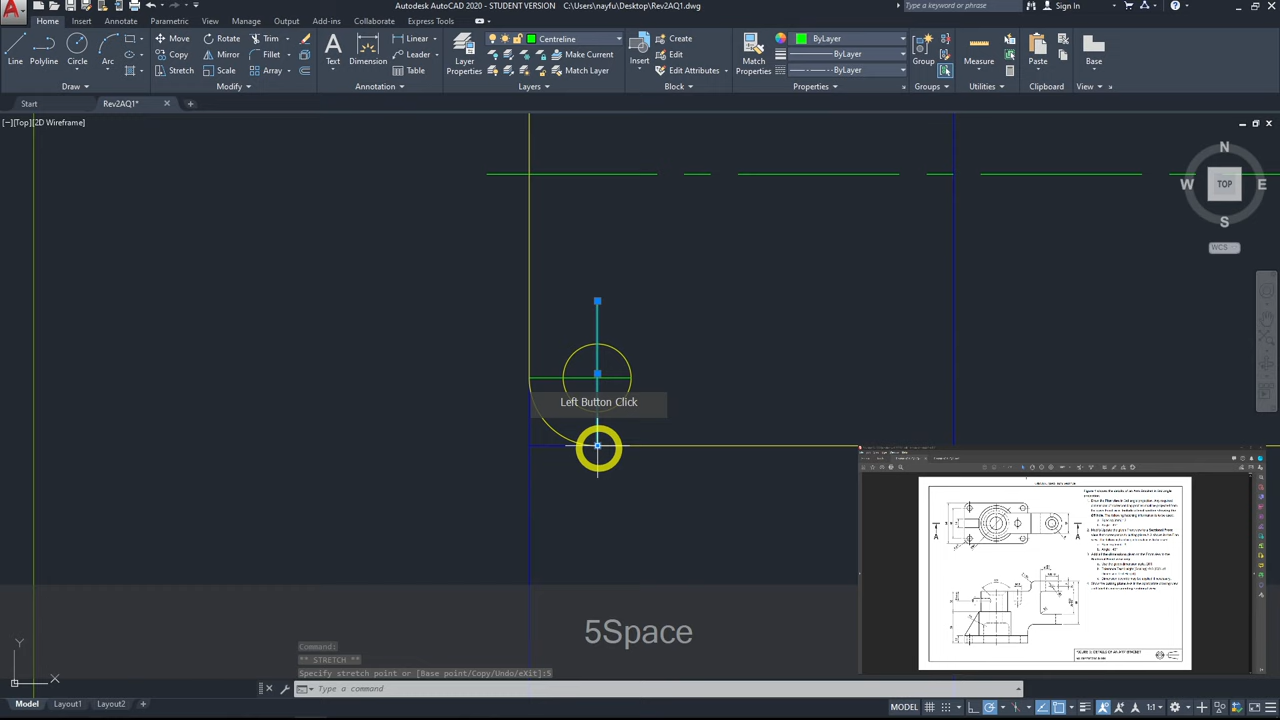 Autodesk AutoCAD 2020 - STUDENT VERSION C:\Users\nayfu\Desktop\Rev2AQ1.dwg
Type a keyword or phrase
Sign In
Home Insert Annotate Parametric View Manage Output Add-ins Collaborate Express Tools
Line Polyline Circle Arc
Move Rotate Trim
Copy Mirror Fillet
Stretch Scale Array
Text Dimension
Linear
Leader
Table
Layer Properties
Centreline
Make Current
Match Layer
Insert
Create
Edit
Edit Attributes
Match Properties
ByLayer
ByLayer
ByLayer
Group
Measure
Paste
Base
Draw Modify Annotation Layers Block Properties Groups Utilities Clipboard View
Start Rev2AQ1*
[−][Top][2D Wireframe]
N
W TOP E
S
WCS
Left Button Click
5Space
Y
X
Command:
** STRETCH **
Specify stretch point or [Base point/Copy/Undo/eXit]:5
Type a command
A A
Model Layout1 Layout2
MODEL
1:1